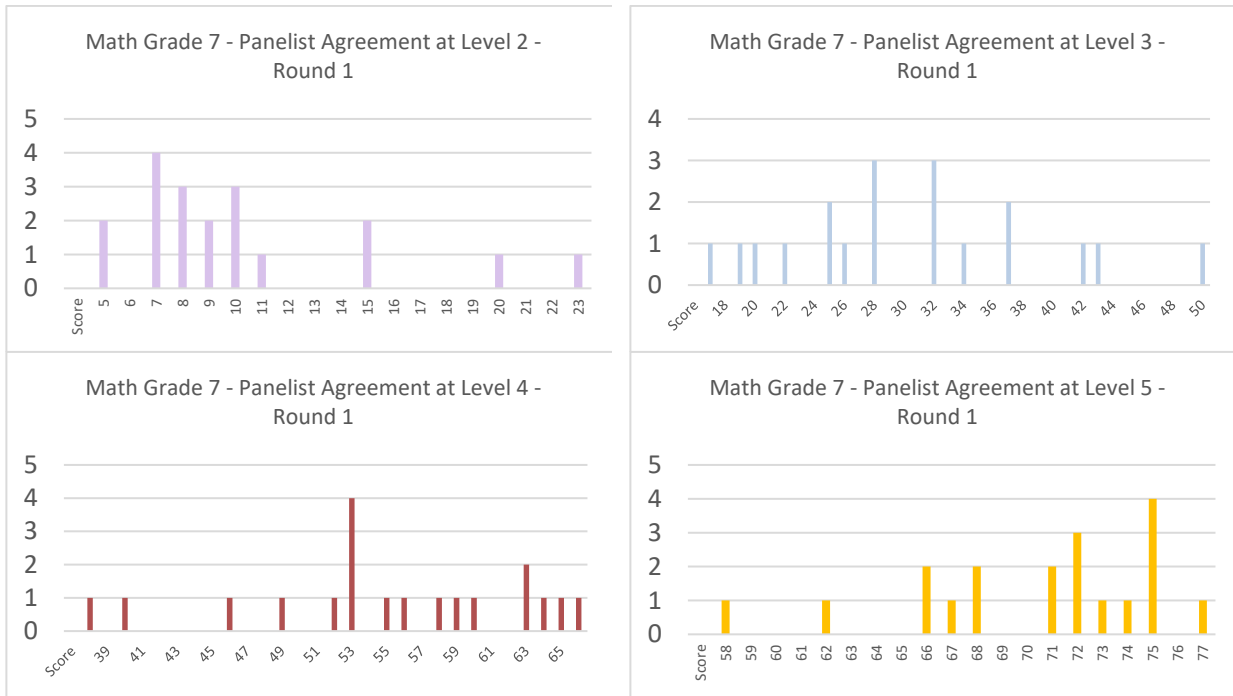 Math Grade 7 - Panelist Agreement at Level 2 -
Round 1
5
4
3
2
1
0
Score 5 6 7 8 9 10 11 12 13 14 15 16 17 18 19 20 21 22 23
Math Grade 7 - Panelist Agreement at Level 3 -
Round 1
4
3
2
1
0
Score 18 20 22 24 26 28 30 32 34 36 38 40 42 44 46 48 50
Math Grade 7 - Panelist Agreement at Level 4 -
Round 1
5
4
3
2
1
0
Score 39 41 43 45 47 49 51 53 55 57 59 61 63 65
Math Grade 7 - Panelist Agreement at Level 5 -
Round 1
5
4
3
2
1
0
Score 58 59 60 61 62 63 64 65 66 67 68 69 70 71 72 73 74 75 76 77